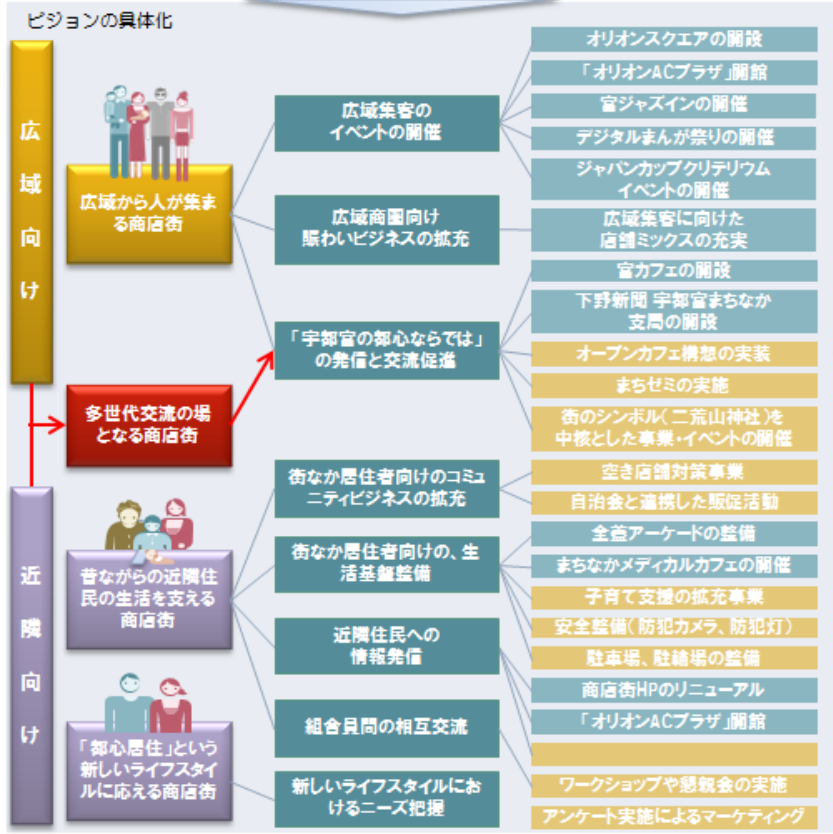 ビジョンの具体化
広域向け
広域から人が集ま
る商店街
多世代交流の場
となる商店街
近隣向け
昔ながらの近隣住
民の生活を支える
商店街
「都心居住」という
新しいライフスタイ
ルに応える商店街
広域集客の
イベントの開催
広域商圏向け
賑わいビジネスの拡充
「宇都宮の都心ならでは」
の発信と交流促進
街なか居住者向けのコミュ
ニティビジネスの拡充
街なか居住者向けの、生
活基盤整備
近隣住民への
情報発信
組合員間の相互交流
新しいライフスタイルにお
けるニーズ把握
オリオンスクエアの開設
「オリオンACプラザ」開館
宮ジャズインの開催
デジタルまんが祭りの開催
ジャパンカップクリテリウム
イベントの開催
広域集客に向けた
店舗ミックスの充実
宮カフェの開設
下野新聞 宇都宮まちなか
支局の開設
オープンカフェ構想の実装
まちゼミの実施
街のシンボル(二荒山神社)を
中核とした事業・イベントの開催
空き店舗対策事業
自治会と連携した販促活動
全蓋アーケードの整備
まちなかメディカルカフェの開催
子育て支援の拡充事業
安全整備(防犯カメラ、防犯灯)
駐車場、駐輪場の整備
商店街HPのリニューアル
「オリオンACプラザ」開館
ワークショップや懇親会の実施
アンケート実施によるマーケティング